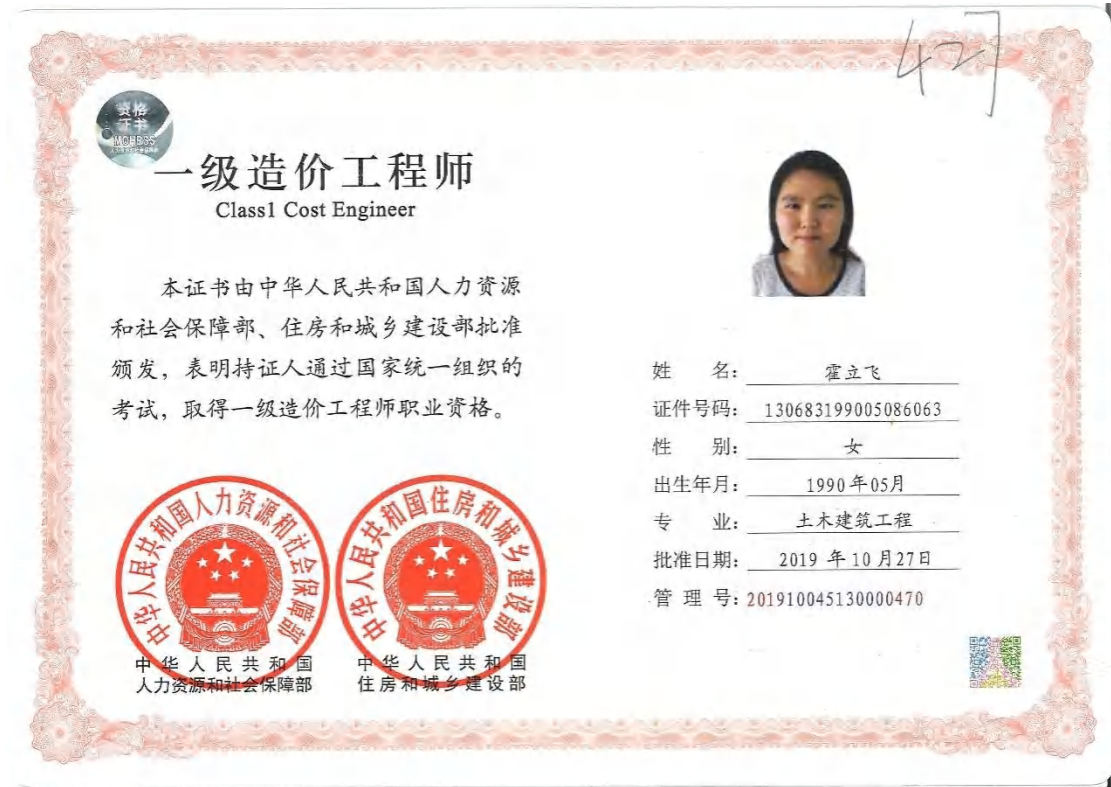 427
资格
证书
MOHRSS
一级造价工程师
Class1 Cost Engineer
本证书由中华人民共和国人力资源
和社会保障部、住房和城乡建设部批准
颁发，表明持证人通过国家统一组织的
考试，取得一级造价工程师职业资格。
姓 名：霍立飞
证件号码：130683199005086063
性 别：女
出生年月：1990年05月
专 业：土木建筑工程
批准日期：2019 年 10 月27日
管 理 号：201910045130000470
中华人民共和国人力资源和社会保障部
中华人民共和国住房和城乡建设部
中华人民共和国
人力资源和社会保障部
中华人民共和国
住房和城乡建设部